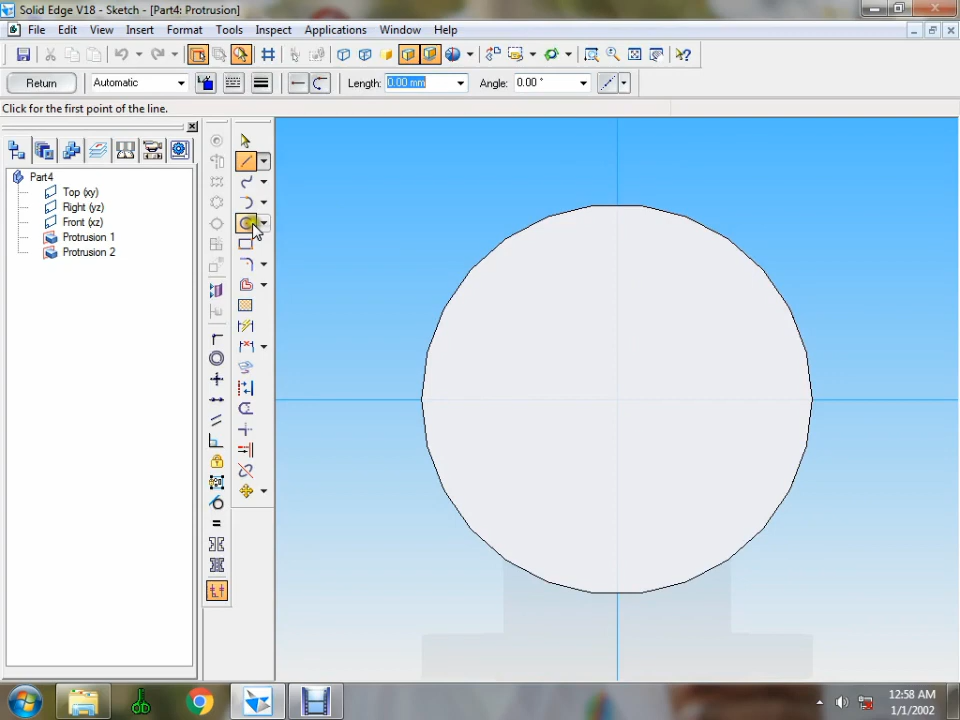 Solid Edge V18 - Sketch - [Part4: Protrusion]
File Edit View Insert Format Tools Inspect Applications Window Help
Return Automatic Length: 0.00 mm Angle: 0.00 °
Click for the first point of the line.
Part4
Top (xy)
Right (yz)
Front (xz)
Protrusion 1
Protrusion 2
12:58 AM
1/1/2002